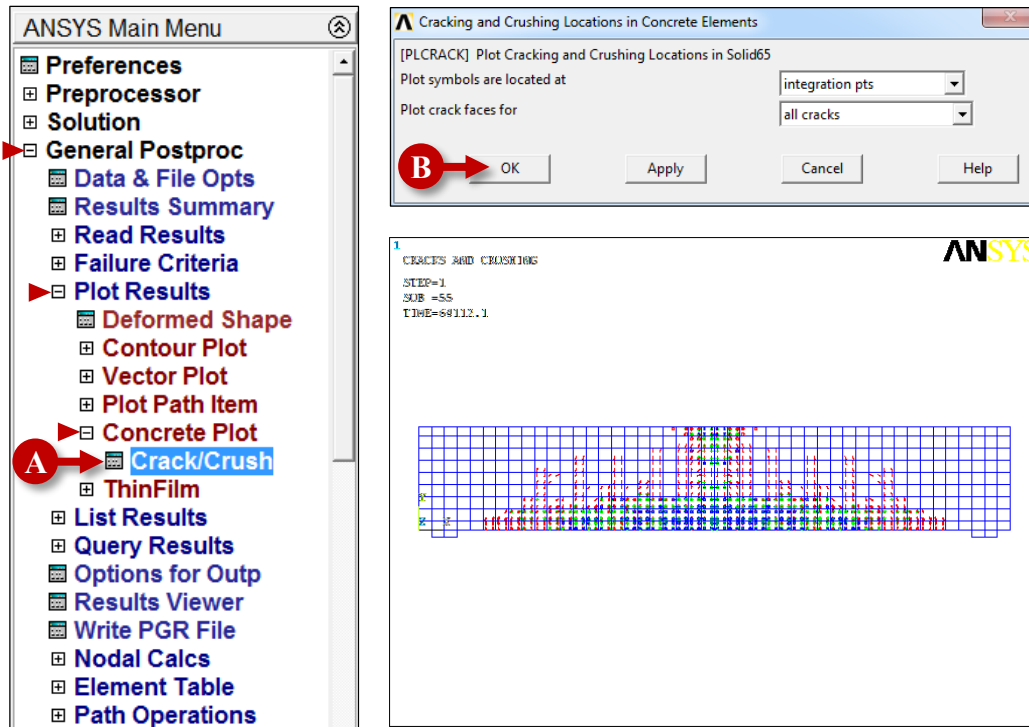 ANSYS Main Menu
Preferences
Preprocessor
Solution
General Postproc
Data & File Opts
Results Summary
Read Results
Failure Criteria
Plot Results
Deformed Shape
Contour Plot
Vector Plot
Plot Path Item
Concrete Plot
A
Crack/Crush
ThinFilm
List Results
Query Results
Options for Outp
Results Viewer
Write PGR File
Nodal Calcs
Element Table
Path Operations
Cracking and Crushing Locations in Concrete Elements
[PLCRACK] Plot Cracking and Crushing Locations in Solid65
Plot symbols are located at
integration pts
Plot crack faces for
all cracks
B
OK
Apply
Cancel
Help
1
ANSYS
CRACKS AND CRUSHING
STEP=1
SUB =55
Y
Z X